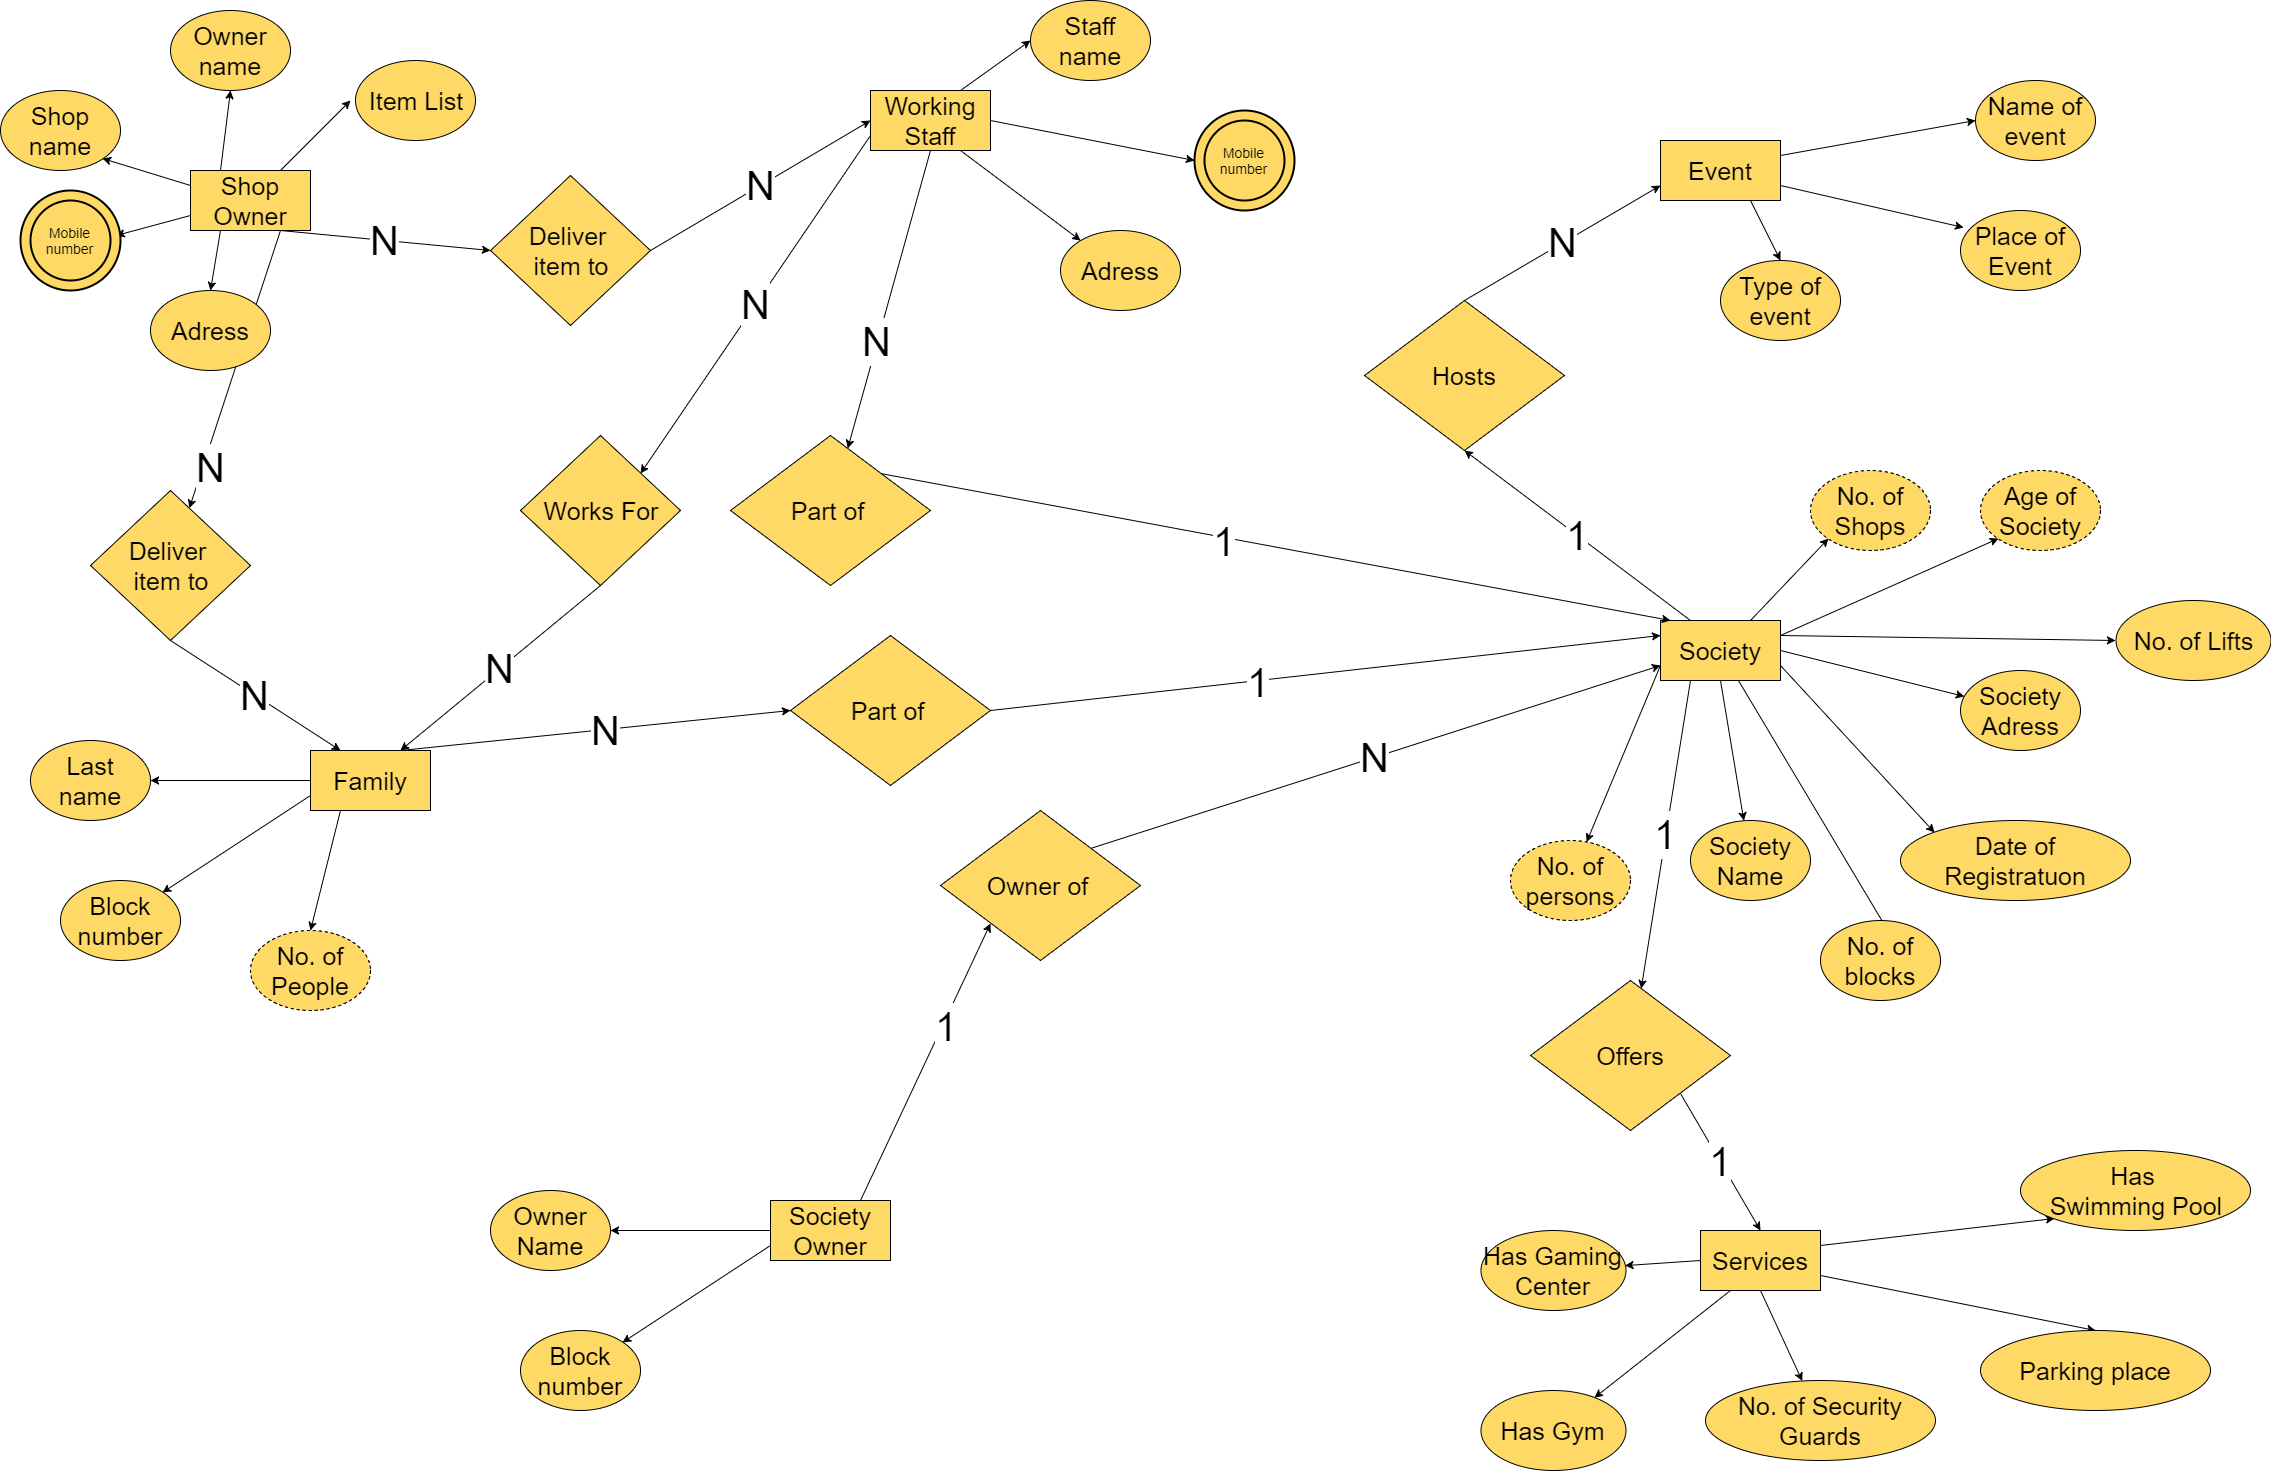 Staff
name
Owner
name
Item List
Shop
name
Working
Staff
Name of
event
Mobile
number
Event
Shop
Owner
N
Mobile
number
N
Deliver
item to
Place of
Event
N
Adress
Type of
event
Adress
N
N
Hosts
N
Works For
Part of
No. of
Shops
Age of
Society
1
1
Deliver
item to
Society
No. of Lifts
N
N
1
Society
Adress
Part of
N
Last
name
Family
N
1
Society
Name
Date of
Registratuon
No. of
persons
Owner of
Block
number
No. of
People
No. of
blocks
1
Offers
1
Has
Swimming Pool
Owner
Name
Society
Owner
Has Gaming
Center
Services
Block
number
Parking place
Has Gym
No. of Security
Guards